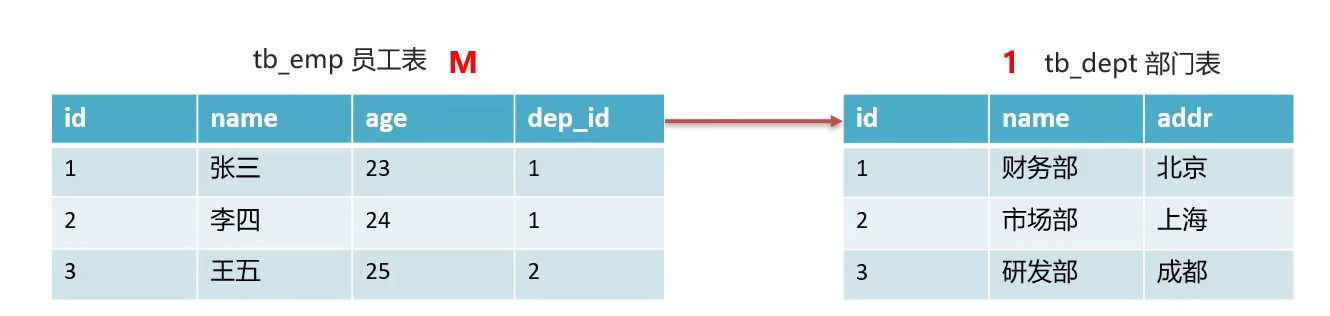 tb_emp 员工表 M 1 tb_dept 部门表
id name age dep_id id name addr
1 张三 23 1 1 财务部 北京
2 李四 24 1 2 市场部 上海
3 王五 25 2 3 研发部 成都